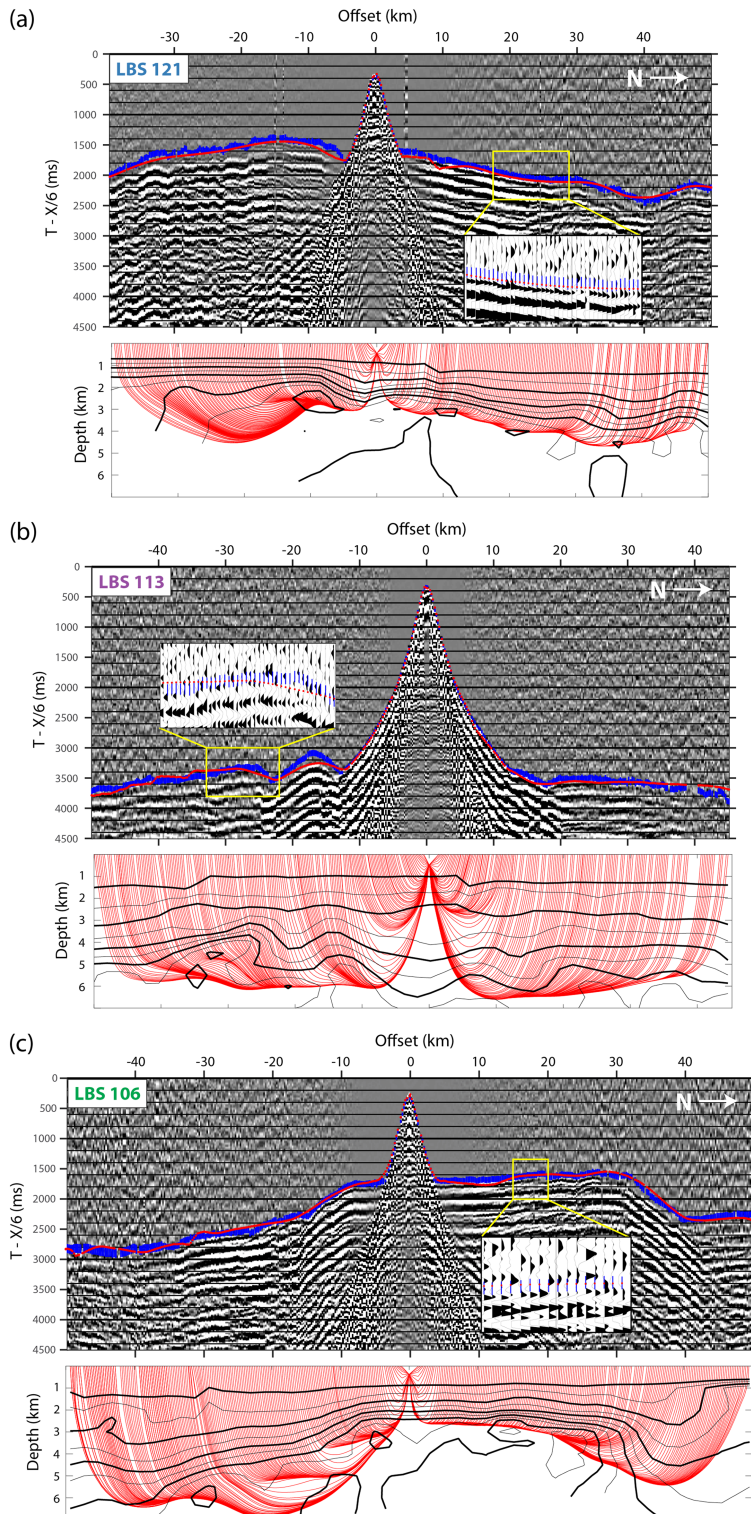 (a)
Offset (km)
-30 -20 -10 0 10 20 30 40
LBS 121
N
T - X/6 (ms)
0
500
1000
1500
2000
2500
3000
3500
4000
4500
Depth (km)
1
2
3
4
5
6
(b)
Offset (km)
-40 -30 -20 -10 0 10 20 30 40
LBS 113
N
T - X/6 (ms)
0
500
1000
1500
2000
2500
3000
3500
4000
4500
Depth (km)
1
2
3
4
5
6
(c)
Offset (km)
-40 -30 -20 -10 0 10 20 30 40
LBS 106
N
T - X/6 (ms)
0
500
1000
1500
2000
2500
3000
3500
4000
4500
Depth (km)
1
2
3
4
5
6